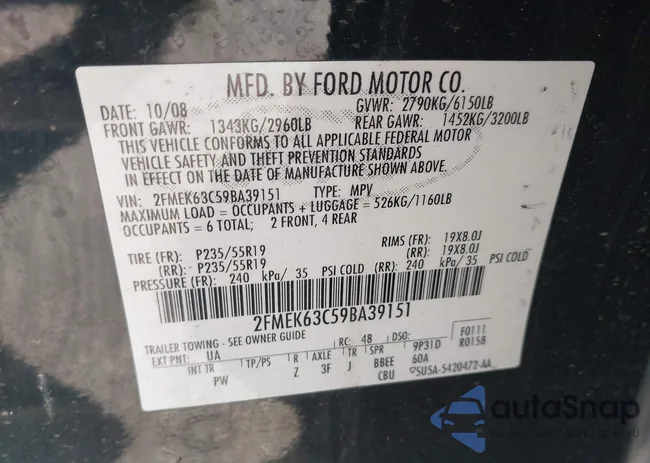 MFD. BY FORD MOTOR CO.
DATE: 10/08 GVWR: 2790KG/6150LB
FRONT GAWR: 1343KG/2960LB REAR GAWR: 1452KG/3200LB
THIS VEHICLE CONFORMS TO ALL APPLICABLE FEDERAL MOTOR
VEHICLE SAFETY AND THEFT PREVENTION STANDARDS
IN EFFECT ON THE DATE OF MANUFACTURE SHOWN ABOVE.
VIN: 2FMEK63C59BA39151 TYPE: MPV
MAXIMUM LOAD = OCCUPANTS + LUGGAGE = 526KG/1160LB
OCCUPANTS = 6 TOTAL; 2 FRONT, 4 REAR
TIRE (FR): P235/55R19 RIMS (FR): 19X8.0J
(RR): P235/55R19 (RR): 19X8.0J
PRESSURE (FR): 240 kPa/ 35 PSI COLD (RR): 240 kPa/ 35 PSI COLD
2FMEK63C59BA39151
TRAILER TOWING - SEE OWNER GUIDE RC: 48 DSO: F0111
EXT PNT: UA 9P31D R0158
INT TR TP/PS R AXLE TR SPR BBEE 60A
PW Z 3F J CBU 5U5A-5420472-AA
autoSnap